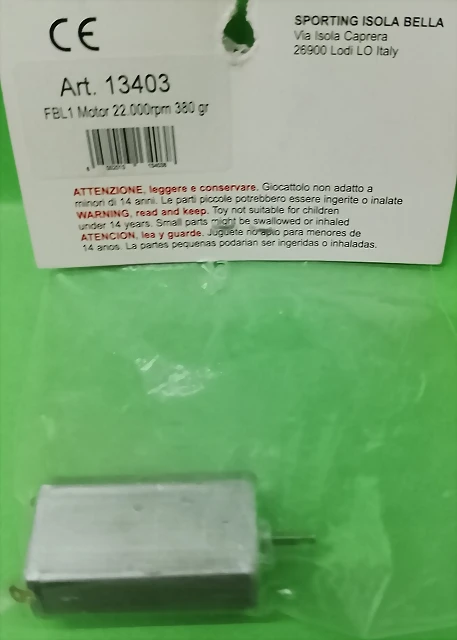 CE
SPORTING ISOLA BELLA
Via Isola Caprera
26900 Lodi LO Italy
Art. 13403
FBL1 Motor 22.000rpm 380 gr
ATTENZIONE, leggere e conservare. Giocattolo non adatto a
minori di 14 anni. Le parti piccole potrebbero essere ingerite o inalate
WARNING, read and keep. Toy not suitable for children
under 14 years. Small parts might be swallowed or inhaled
ATENCION, lea y guarde. Juguete no apto para menores de
14 anos. La partes pequenas podarian ser ingeridas o inhaladas.